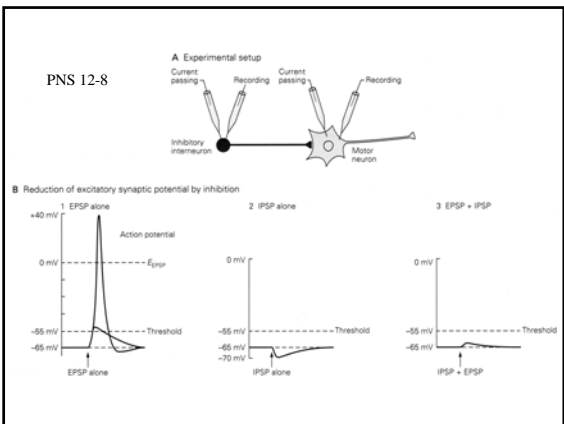 PNS 12-8
A Experimental setup
Current passing
Recording
Current passing
Recording
Inhibitory interneuron
Motor neuron
B Reduction of excitatory synaptic potential by inhibition
1 EPSP alone
+40 mV
Action potential
0 mV
E_EPSP
-55 mV
Threshold
-65 mV
EPSP alone
2 IPSP alone
0 mV
-55 mV
Threshold
-65 mV
-70 mV
IPSP alone
3 EPSP + IPSP
0 mV
-55 mV
Threshold
-65 mV
IPSP + EPSP